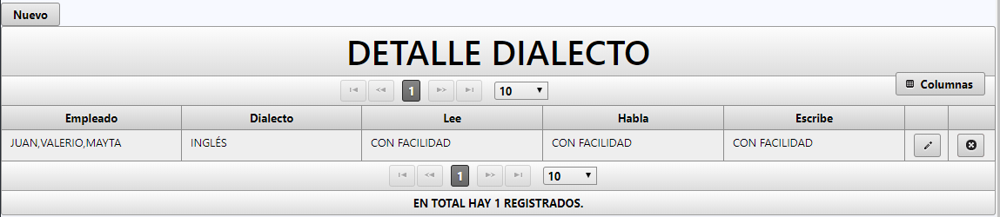 Nuevo
DETALLE DIALECTO
1 10
Columnas
Empleado Dialecto Lee Habla Escribe
JUAN,VALERIO,MAYTA INGLÉS CON FACILIDAD CON FACILIDAD CON FACILIDAD
1 10
EN TOTAL HAY 1 REGISTRADOS.